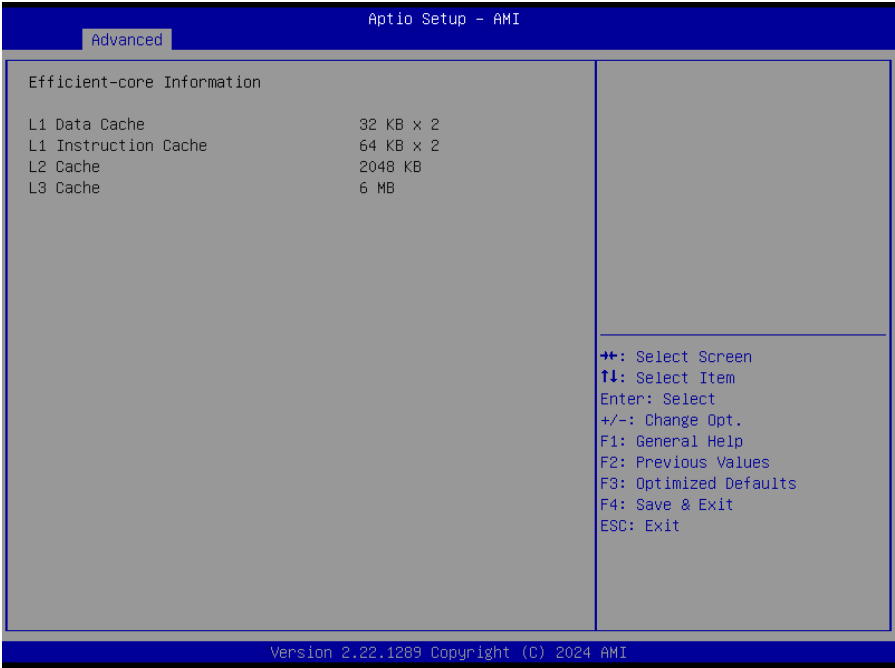 Aptio Setup - AMI
Advanced
Efficient-core Information
L1 Data Cache 32 KB x 2
L1 Instruction Cache 64 KB x 2
L2 Cache 2048 KB
L3 Cache 6 MB
→←: Select Screen
↑↓: Select Item
Enter: Select
+/-: Change Opt.
F1: General Help
F2: Previous Values
F3: Optimized Defaults
F4: Save & Exit
ESC: Exit
Version 2.22.1289 Copyright (C) 2024 AMI